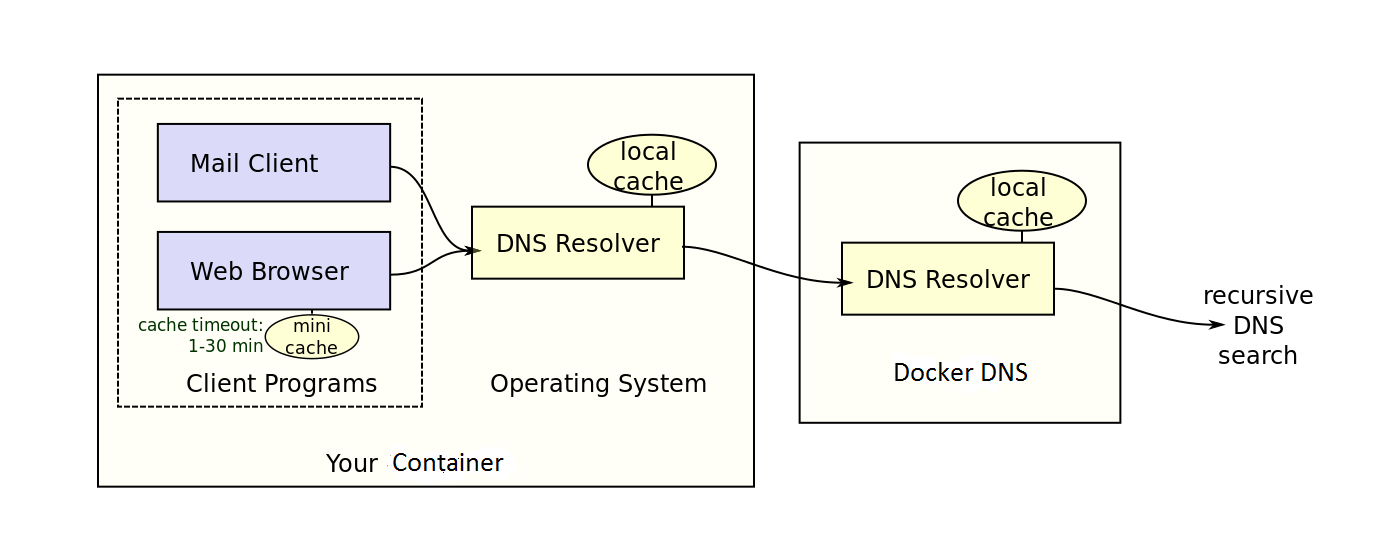 Mail Client
Web Browser
cache timeout:
1-30 min
mini
cache
Client Programs
local
cache
DNS Resolver
Operating System
Your Container
local
cache
DNS Resolver
Docker DNS
recursive
DNS
search